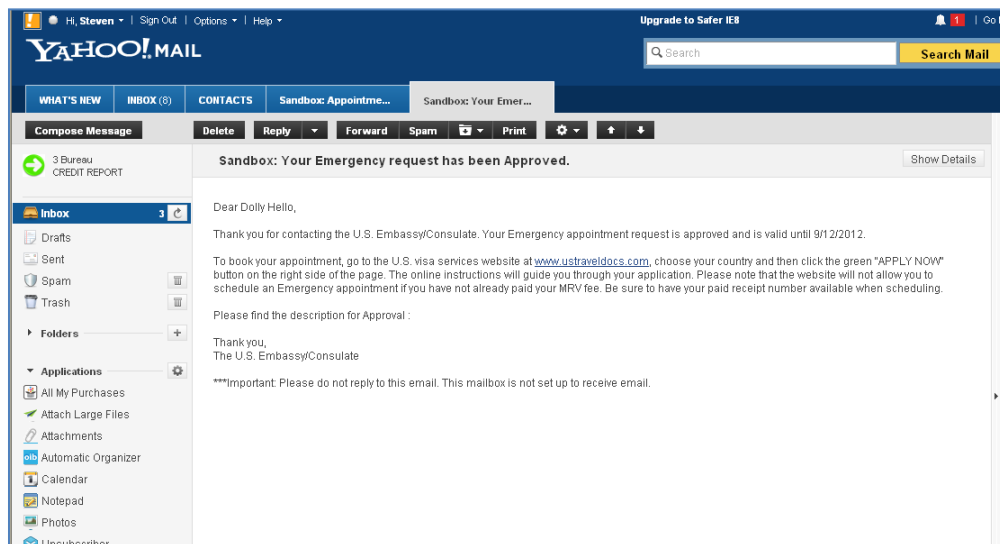 Hi, Steven | Sign Out | Options | Help
Upgrade to Safer IE8
1 | Go
YAHOO! MAIL
Search
Search Mail
WHAT'S NEW
INBOX (8)
CONTACTS
Sandbox: Appointme...
Sandbox: Your Emer...
Compose Message
Delete
Reply
Forward
Spam
Print
3 Bureau
CREDIT REPORT
Sandbox: Your Emergency request has been Approved.
Show Details
Inbox 3
Drafts
Sent
Spam
Trash
Folders
Applications
All My Purchases
Attach Large Files
Attachments
oib Automatic Organizer
Calendar
Notepad
Photos
Unsubscriber
Dear Dolly Hello,
Thank you for contacting the U.S. Embassy/Consulate. Your Emergency appointment request is approved and is valid until 9/12/2012.
To book your appointment, go to the U.S. visa services website at www.ustraveldocs.com, choose your country and then click the green "APPLY NOW"
button on the right side of the page. The online instructions will guide you through your application. Please note that the website will not allow you to
schedule an Emergency appointment if you have not already paid your MRV fee. Be sure to have your paid receipt number available when scheduling.
Please find the description for Approval :
Thank you,
The U.S. Embassy/Consulate
***Important: Please do not reply to this email. This mailbox is not set up to receive email.